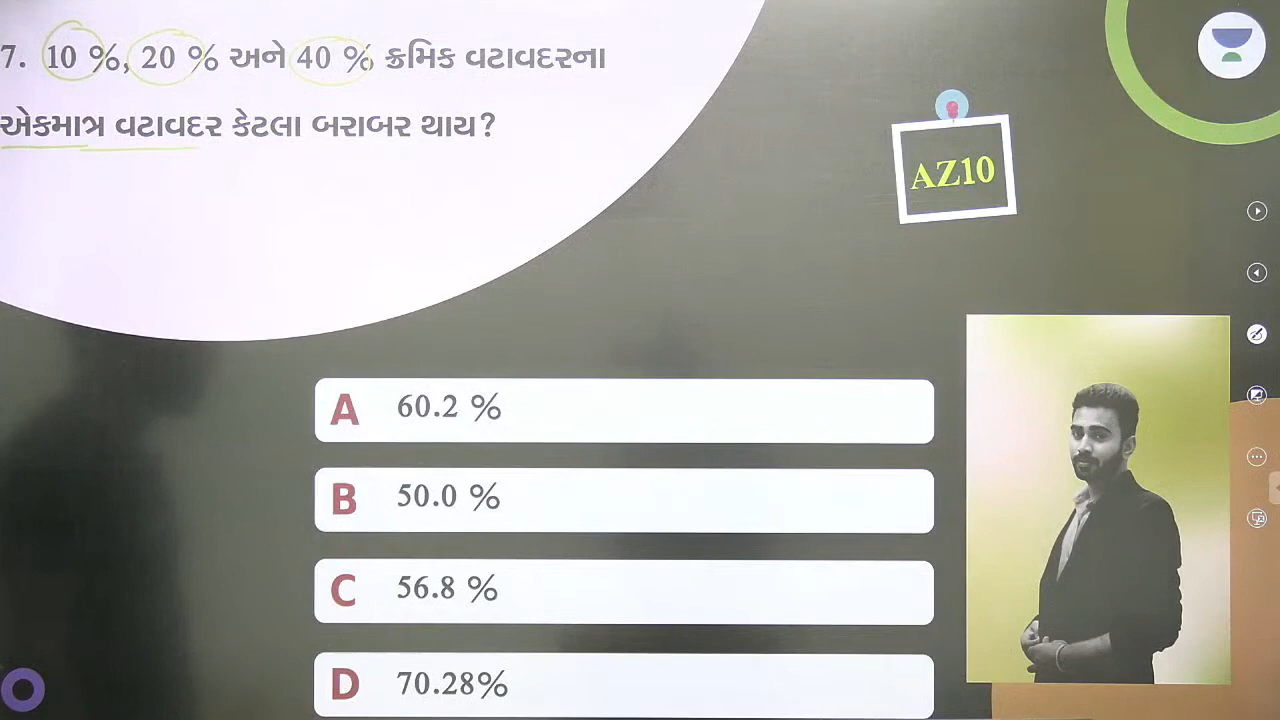 7. 10 %, 20 % અને 40 % ક્રમિક વટાવદરના
એકમાત્ર વટાવદર કેટલા બરાબર થાય?
AZ10
A 60.2 %
B 50.0 %
C 56.8 %
D 70.28%